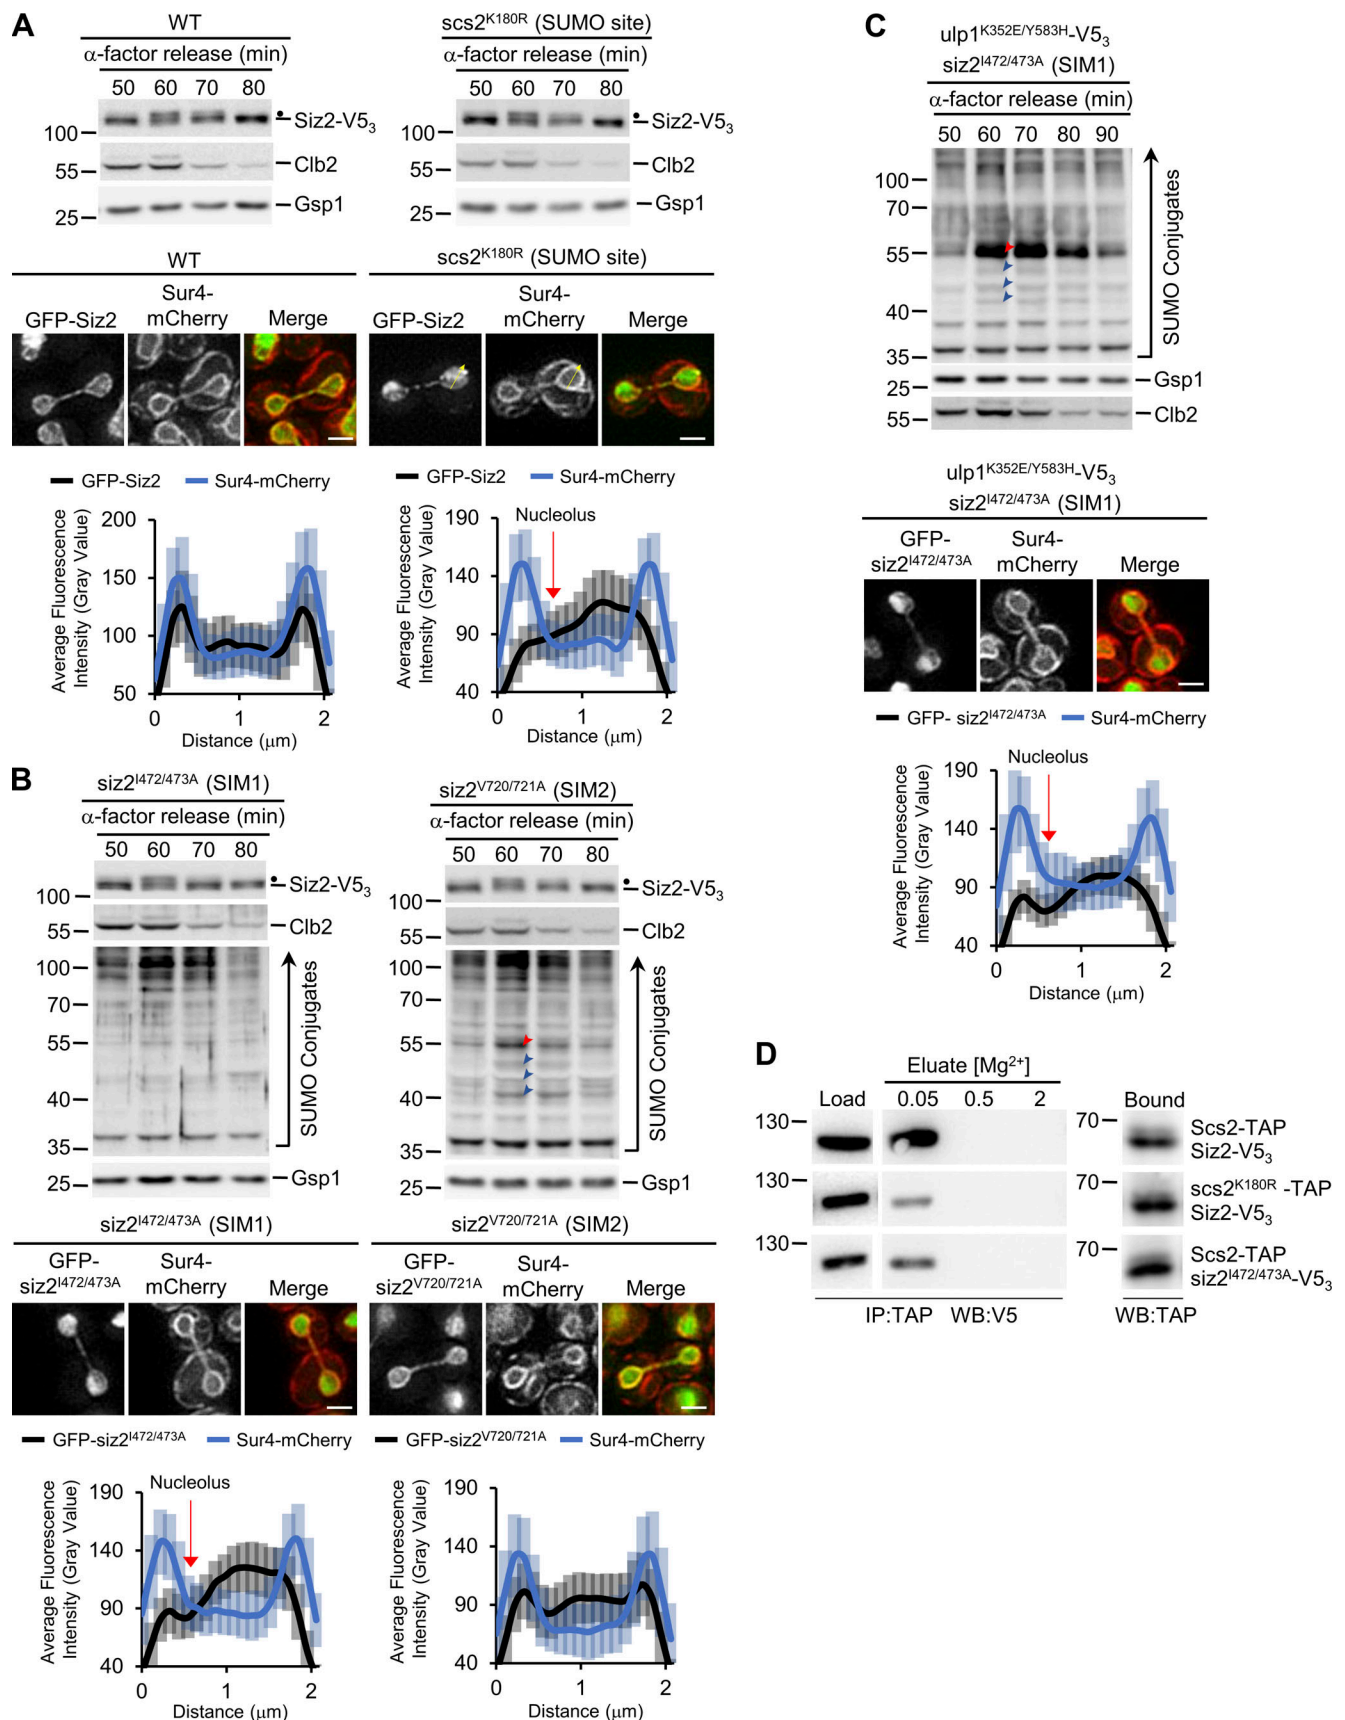 A
WT
α-factor release (min)
50 60 70 80
Siz2-V5₃
100
Clb2
55
Gsp1
25
scs2ᴷ¹⁸⁰ᴿ (SUMO site)
α-factor release (min)
50 60 70 80
Siz2-V5₃
100
Clb2
55
Gsp1
25
WT
GFP-Siz2
Sur4-
mCherry
Merge
scs2ᴷ¹⁸⁰ᴿ (SUMO site)
GFP-Siz2
Sur4-
mCherry
Merge
GFP-Siz2 Sur4-mCherry
Average Fluorescence
Intensity (Gray Value)
200
150
100
50
0 1 2
Distance (μm)
GFP-Siz2 Sur4-mCherry
Average Fluorescence
Intensity (Gray Value)
Nucleolus
190
140
90
40
0 1 2
Distance (μm)
B
siz2ᴵ⁴⁷²/⁴⁷³ᴬ (SIM1)
α-factor release (min)
50 60 70 80
Siz2-V5₃
100
Clb2
55
100
70
55
40
35
SUMO Conjugates
Gsp1
25
siz2ⱽ⁷²⁰/⁷²¹ᴬ (SIM2)
α-factor release (min)
50 60 70 80
Siz2-V5₃
100
Clb2
55
100
70
55
40
35
SUMO Conjugates
Gsp1
25
siz2ᴵ⁴⁷²/⁴⁷³ᴬ (SIM1)
GFP-
siz2ᴵ⁴⁷²/⁴⁷³ᴬ
Sur4-
mCherry
Merge
siz2ⱽ⁷²⁰/⁷²¹ᴬ (SIM2)
GFP-
siz2ⱽ⁷²⁰/⁷²¹ᴬ
Sur4-
mCherry
Merge
GFP-siz2ᴵ⁴⁷²/⁴⁷³ᴬ Sur4-mCherry
Average Fluorescence
Intensity (Gray Value)
Nucleolus
190
140
90
40
0 1 2
Distance (μm)
GFP-siz2ⱽ⁷²⁰/⁷²¹ᴬ Sur4-mCherry
Average Fluorescence
Intensity (Gray Value)
190
140
90
40
0 1 2
Distance (μm)
C
ulp1ᴷ³⁵²ᴱ/ʸ⁵⁸³ᴴ-V5₃
siz2ᴵ⁴⁷²/⁴⁷³ᴬ (SIM1)
α-factor release (min)
50 60 70 80 90
100
70
55
40
35
SUMO Conjugates
Gsp1
25
Clb2
55
ulp1ᴷ³⁵²ᴱ/ʸ⁵⁸³ᴴ-V5₃
siz2ᴵ⁴⁷²/⁴⁷³ᴬ (SIM1)
GFP-
siz2ᴵ⁴⁷²/⁴⁷³ᴬ
Sur4-
mCherry
Merge
GFP- siz2ᴵ⁴⁷²/⁴⁷³ᴬ Sur4-mCherry
Average Fluorescence
Intensity (Gray Value)
Nucleolus
190
140
90
40
0 1 2
Distance (μm)
D
Eluate [Mg²⁺]
Load 0.05 0.5 2 Bound
130
70
Scs2-TAP
Siz2-V5₃
130
70
scs2ᴷ¹⁸⁰ᴿ -TAP
Siz2-V5₃
130
70
Scs2-TAP
siz2ᴵ⁴⁷²/⁴⁷³ᴬ-V5₃
IP:TAP WB:V5 WB:TAP